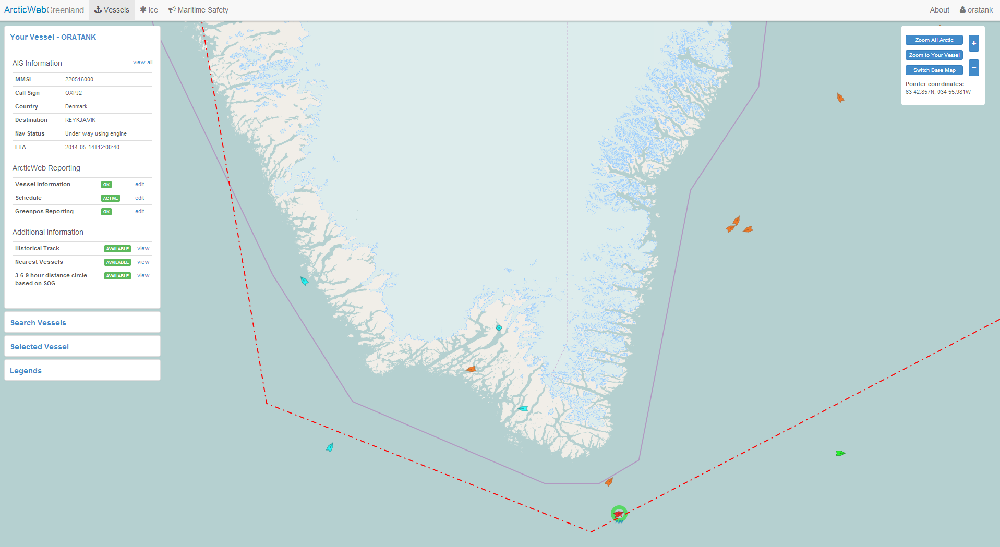 ArcticWebGreenland Vessels Ice Maritime Safety About oratank
Your Vessel - ORATANK
AIS Information view all
MMSI 220516000
Call Sign OXPJ2
Country Denmark
Destination REYKJAVIK
Nav Status Under way using engine
ETA 2014-05-14T12:00:40
ArcticWeb Reporting
Vessel Information OK edit
Schedule ACTIVE edit
Greenpos Reporting OK edit
Additional Information
Historical Track AVAILABLE view
Nearest Vessels AVAILABLE view
3-6-9 hour distance circle AVAILABLE view
based on SOG
Search Vessels
Selected Vessel
Legends
Zoom All Arctic +
Zoom to Your Vessel
Switch Base Map −
Pointer coordinates:
63 42.857N, 034 55.981W
AW